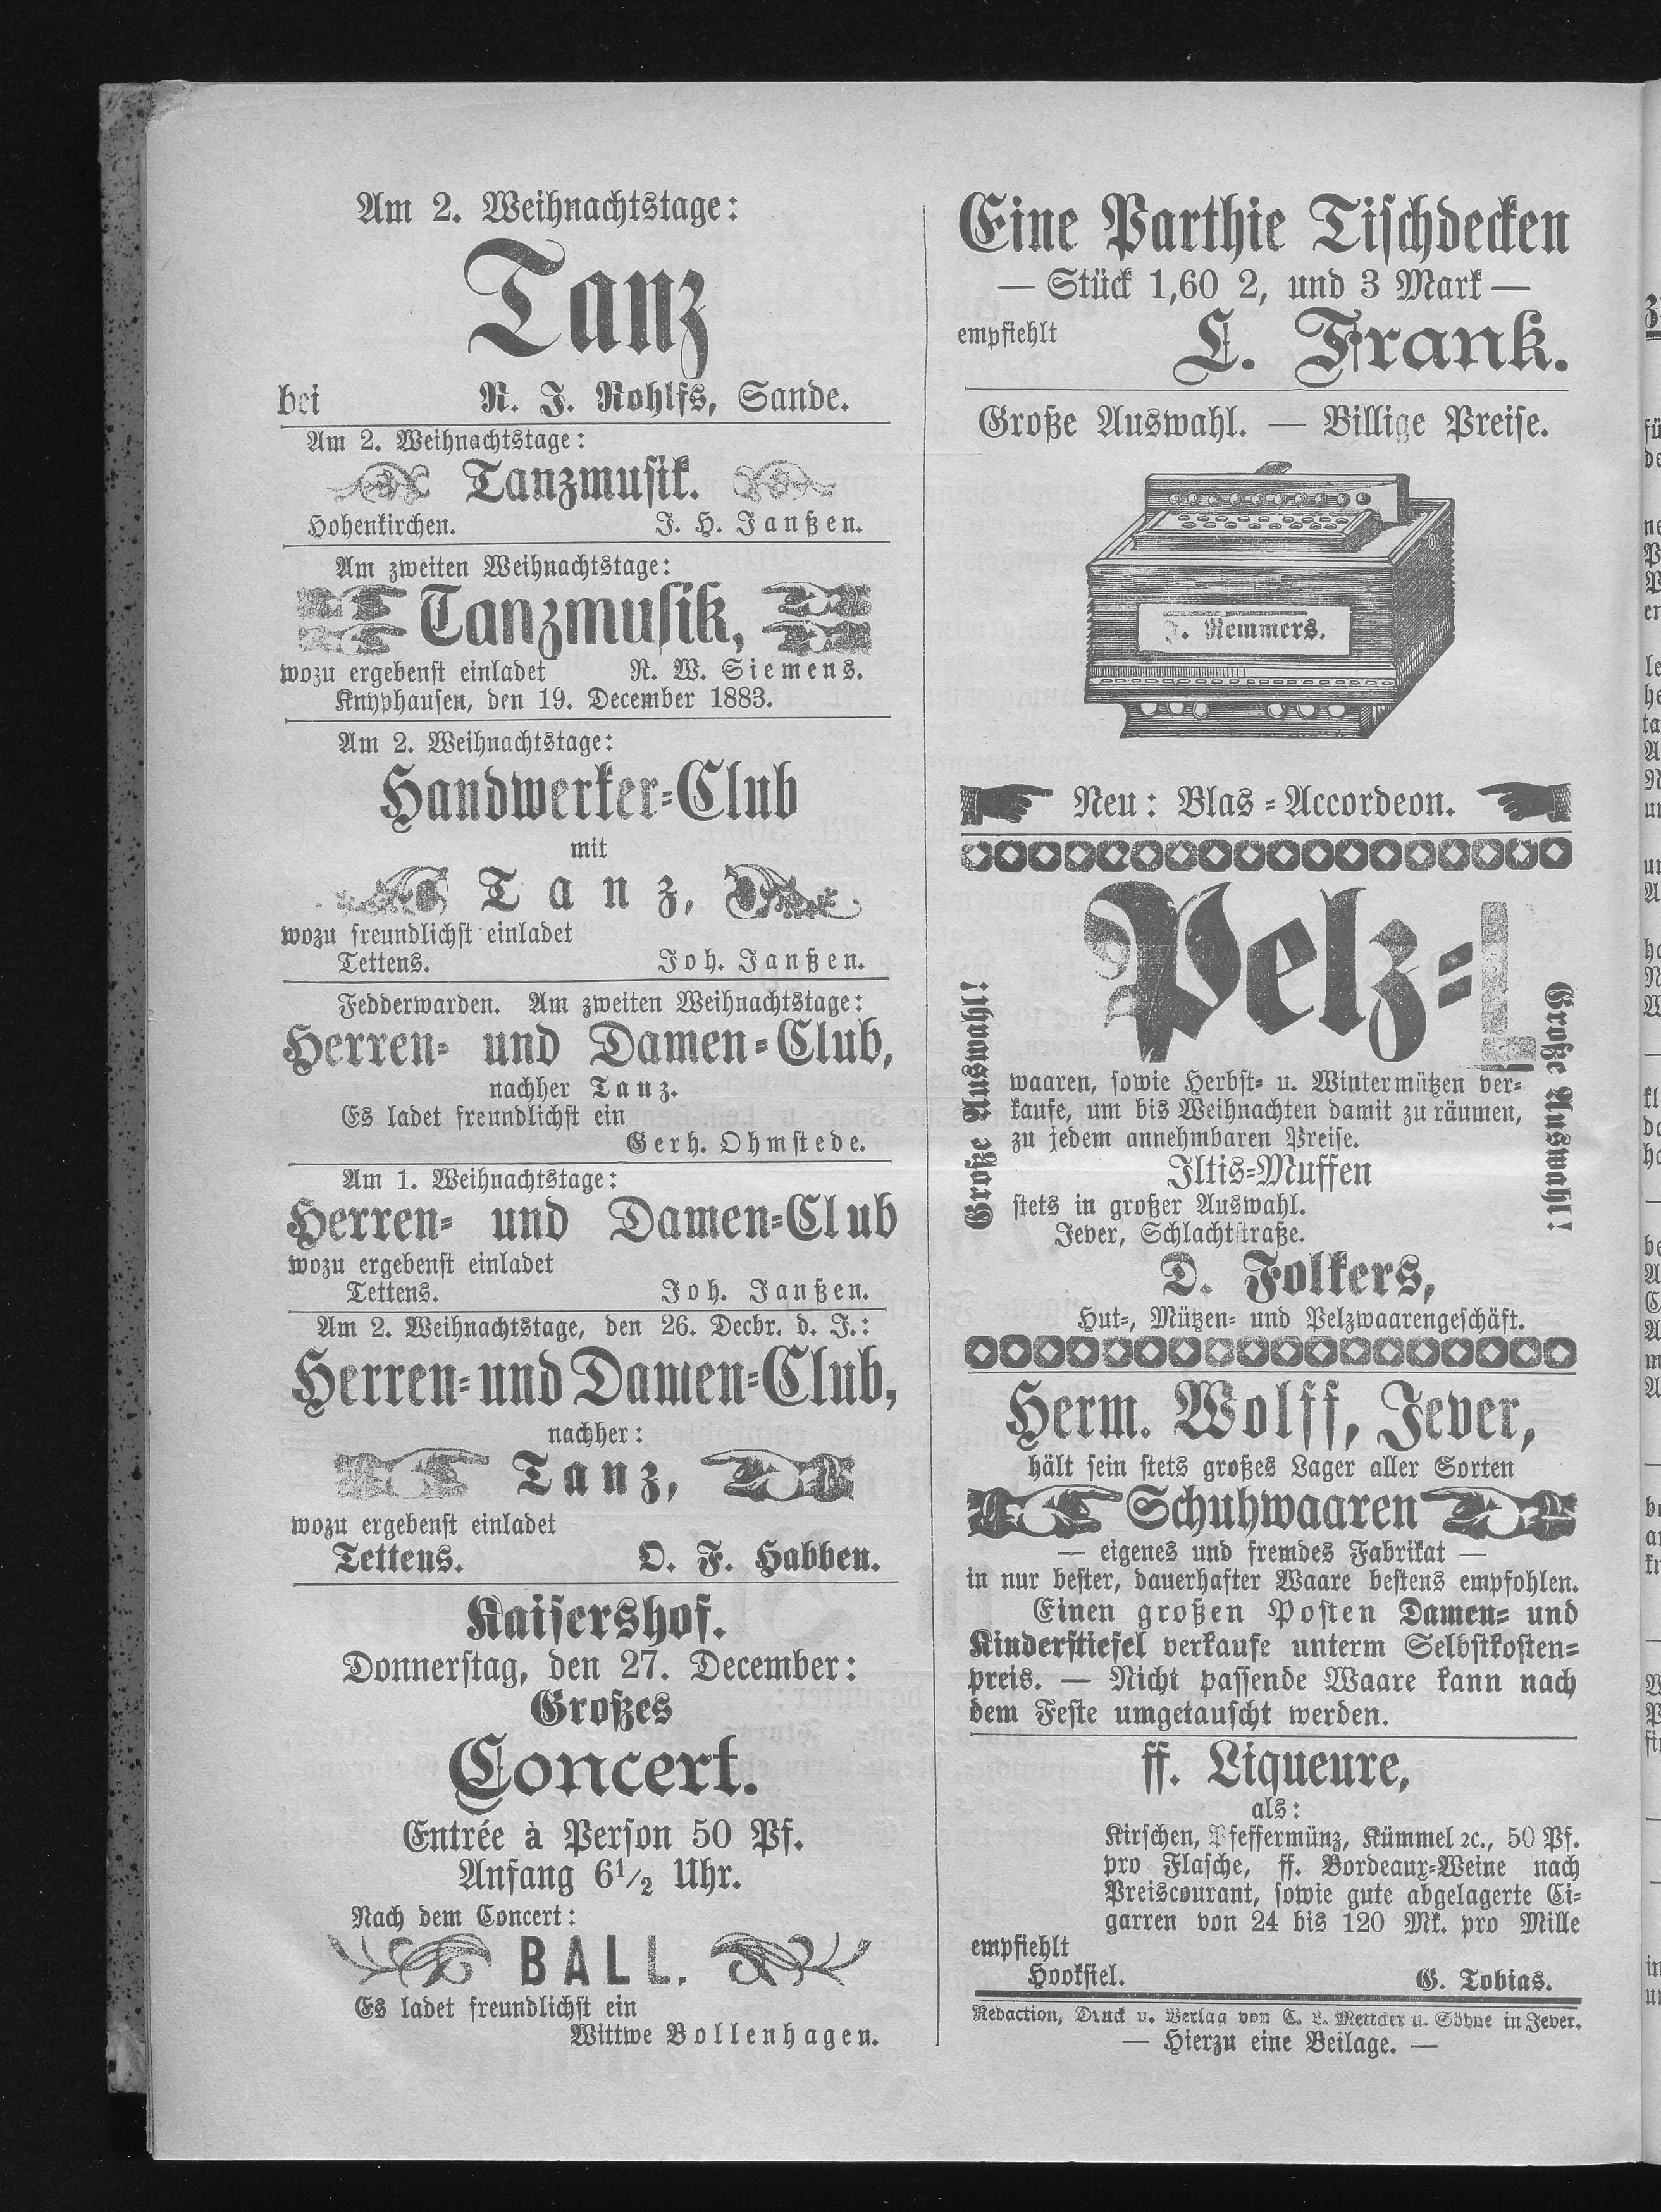 Am 2. Weihnachtstage:
Tanz
bei R. J. Rohlfs, Sande.
Am 2. Weihnachtstage:
Tanzmusik.
Hohenkirchen. J. H. Janßen.
Am zweiten Weihnachtstage:
Tanzmusik,
wozu ergebenst einladet R. W. Siemens.
Knyphausen, den 19. December 1883.
Am 2. Weihnachtstage:
Handwerker-Club
mit
Tanz,
wozu freundlichst einladet
Tettens. Joh. Janßen.
Fedderwarden. Am zweiten Weihnachtstage:
Herren- und Damen-Club,
nachher Tanz.
Es ladet freundlichst ein
Gerh. Ohmstede.
Am 1. Weihnachtstage:
Herren- und Damen-Club
wozu ergebenst einladet
Tettens. Joh. Janßen.
Am 2. Weihnachtstage, den 26. Decbr. d. J.:
Herren- und Damen-Club,
nachher:
Tanz,
wozu ergebenst einladet
Tettens. O. F. Habben.
Kaisershof.
Donnerstag, den 27. December:
Großes
Concert.
Entrée à Person 50 Pf.
Anfang 6½ Uhr.
Nach dem Concert:
BALL.
Es ladet freundlichst ein
Wittwe Bollenhagen.
Eine Parthie Tischdecken
— Stück 1,60 2, und 3 Mark —
empfiehlt L. Frank.
Große Auswahl. — Billige Preise.
J. Remmers.
Neu: Blas-Accordeon.
Pelz-
Große Auswahl!
Große Auswahl!
waaren, sowie Herbst- u. Wintermützen ver-
kaufe, um bis Weihnachten damit zu räumen,
zu jedem annehmbaren Preise.
Iltis-Muffen
stets in großer Auswahl.
Jever, Schlachtstraße.
D. Folkers,
Hut-, Mützen- und Pelzwaarengeschäft.
Herm. Wolff, Jever,
hält sein stets großes Lager aller Sorten
Schuhwaaren
— eigenes und fremdes Fabrikat —
in nur bester, dauerhafter Waare bestens empfohlen.
Einen großen Posten Damen- und
Kinderstiefel verkaufe unterm Selbstkosten-
preis. — Nicht passende Waare kann nach
dem Feste umgetauscht werden.
ff. Liqueure,
als:
Kirschen, Pfeffermünz, Kümmel ꝛc., 50 Pf.
pro Flasche, ff. Bordeaux-Weine nach
Preiscourant, sowie gute abgelagerte Ci-
garren von 24 bis 120 Mk. pro Mille
empfiehlt
Hooksiel. G. Tobias.
Redaction, Druck u. Verlag von C. L. Mettcker u. Söhne in Jever.
— Hierzu eine Beilage. —